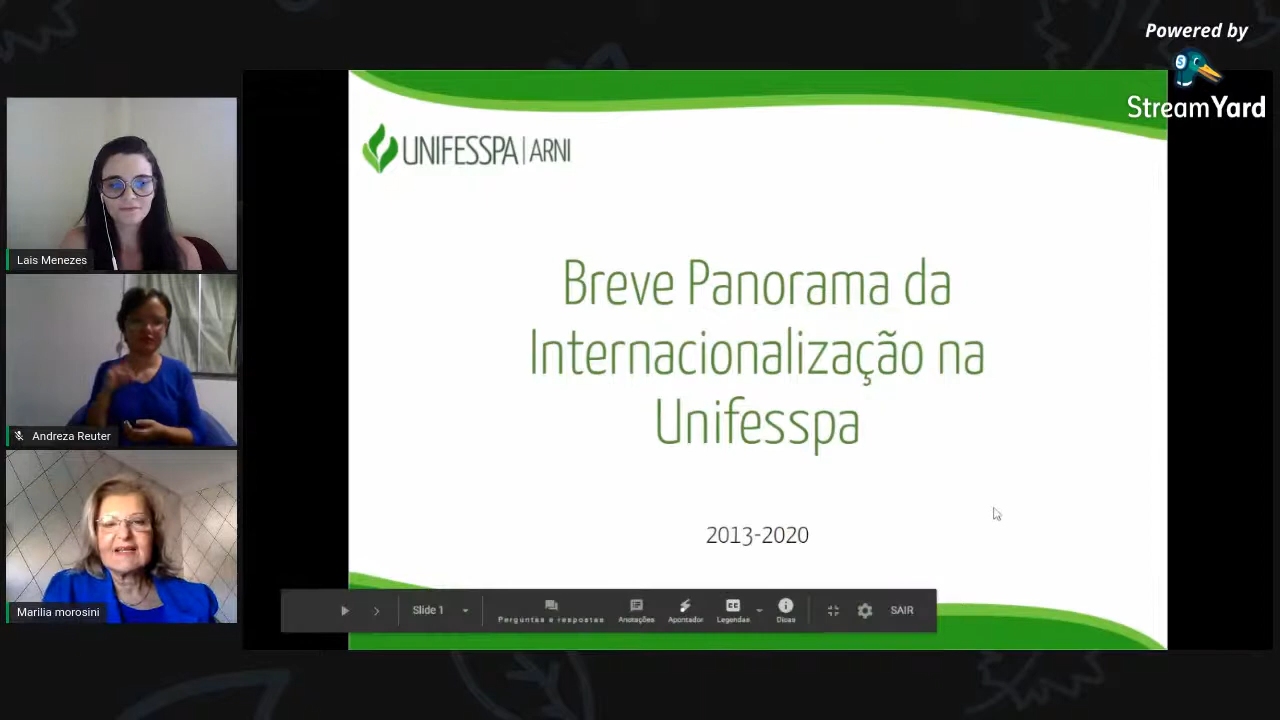 Powered by
StreamYard
UNIFESSPA | ARNI
Breve Panorama da
Internacionalização na
Unifesspa
2013-2020
Lais Menezes
Andreza Reuter
Marilia morosini
Slide 1
Perguntas e respostas
Anotações
Apontador
CC
Legendas
Dicas
SAIR